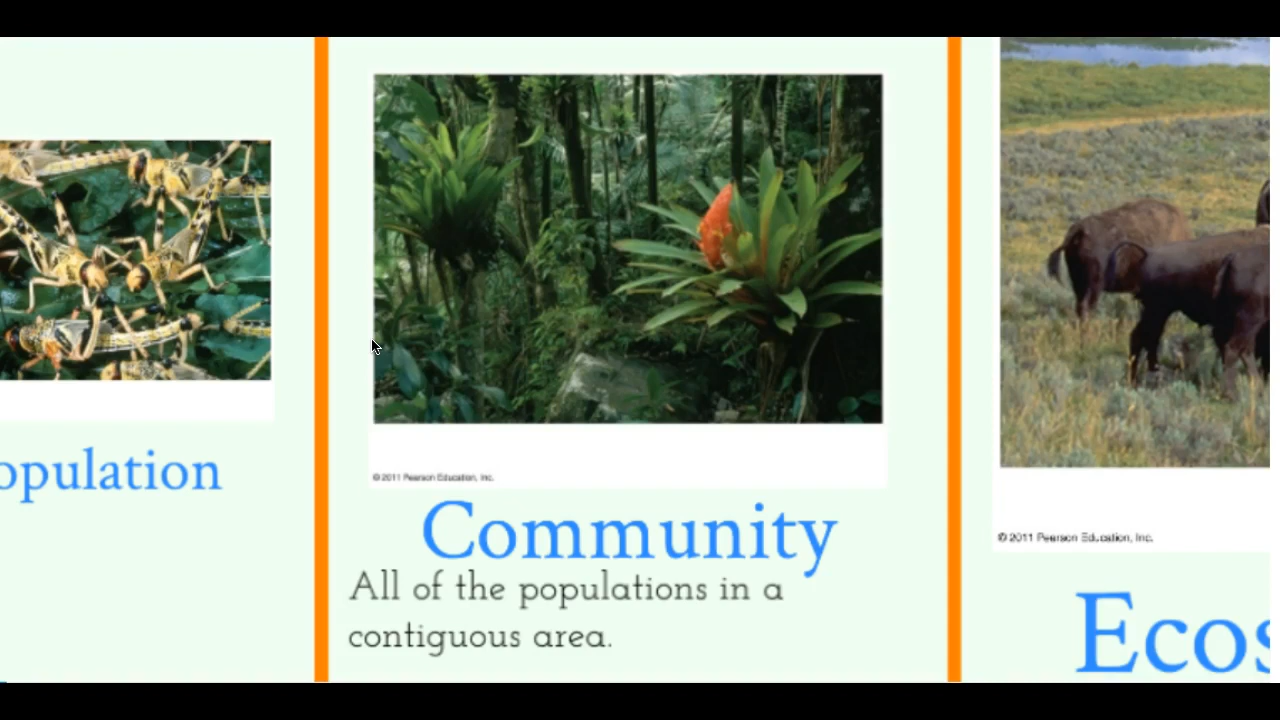 opulation
© 2011 Pearson Education, Inc.
Community
All of the populations in a
contiguous area.
© 2011 Pearson Education, Inc.
Ecos